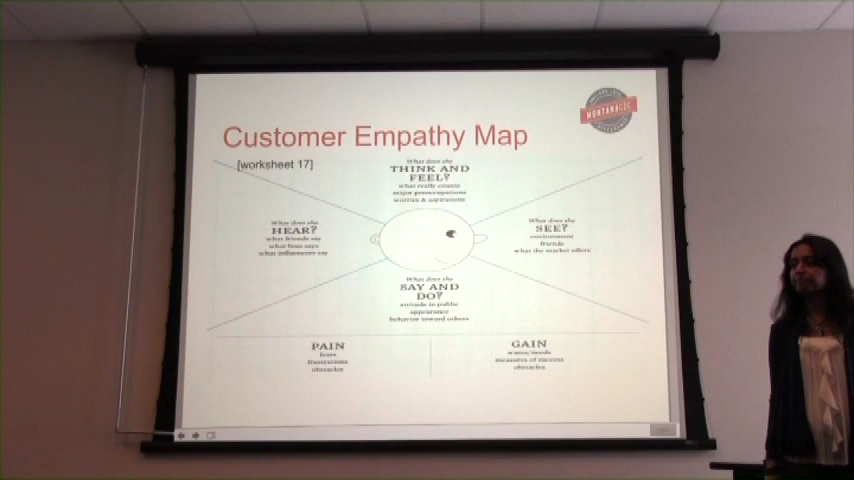 MONTANA
Customer Empathy Map
[worksheet 17]
What does she
THINK AND
FEEL?
what really counts
major preoccupations
worries & aspirations
What does she
HEAR?
what friends say
what boss says
what influencers say
What does she
SEE?
environment
friends
what the market offers
What does she
SAY AND
DO?
attitude in public
appearance
behavior toward others
PAIN
fears
frustrations
obstacles
GAIN
wants/needs
measures of success
obstacles